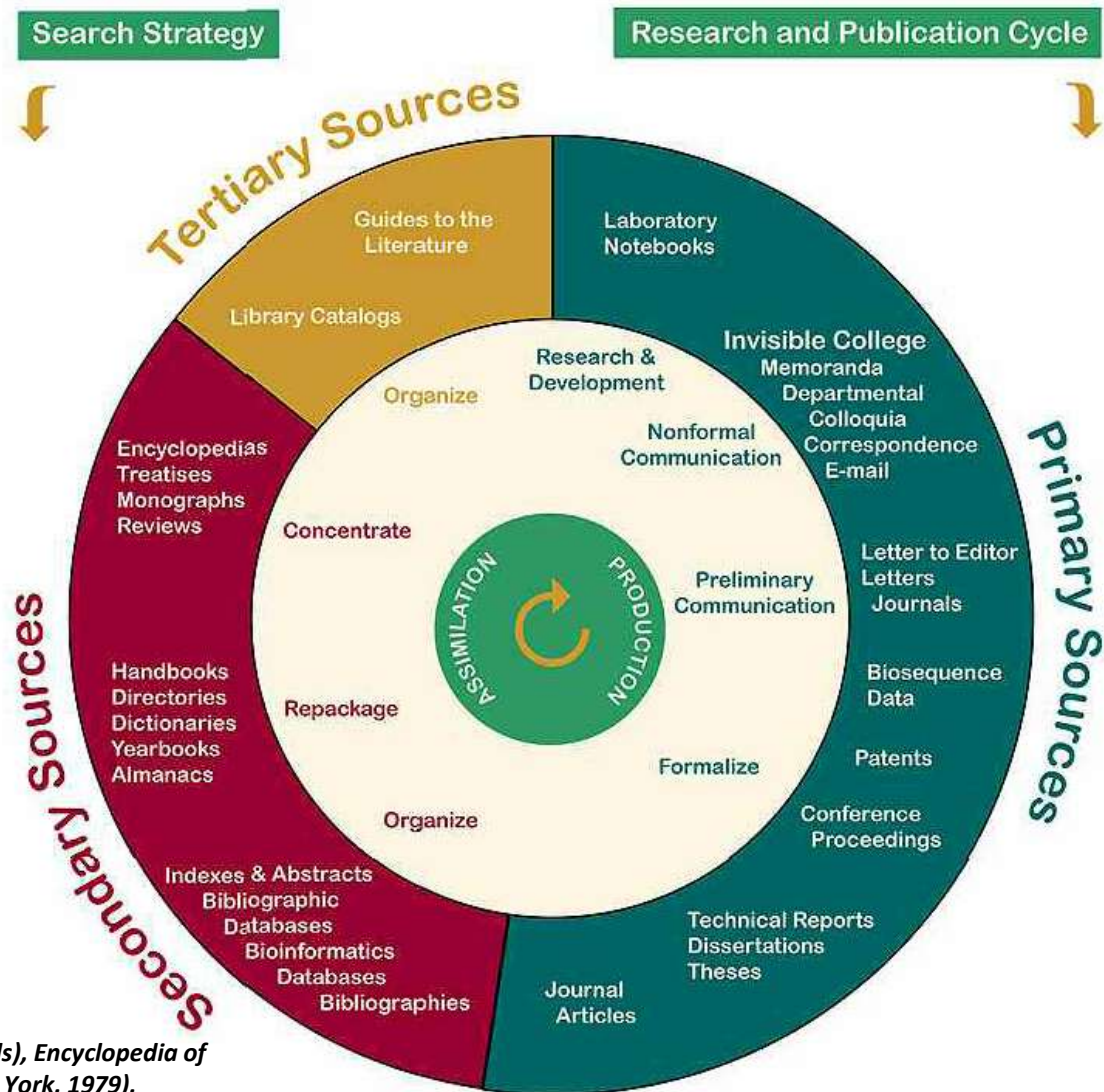 Search Strategy
Research and Publication Cycle
Tertiary Sources
Guides to the
Literature
Library Catalogs
Laboratory
Notebooks
Invisible College
Memoranda
Departmental
Colloquia
Correspondence
E-mail
Letter to Editor
Letters
Journals
Biosequence
Data
Patents
Conference
Proceedings
Technical Reports
Dissertations
Theses
Journal
Articles
Primary Sources
Encyclopedias
Treatises
Monographs
Reviews
Handbooks
Directories
Dictionaries
Yearbooks
Almanacs
Indexes & Abstracts
Bibliographic
Databases
Bioinformatics
Databases
Bibliographies
Secondary Sources
Research &
Development
Nonformal
Communication
Preliminary
Communication
Formalize
Organize
Repackage
Concentrate
Organize
ASSIMILATION
PRODUCTION
ls), Encyclopedia of
York, 1979).